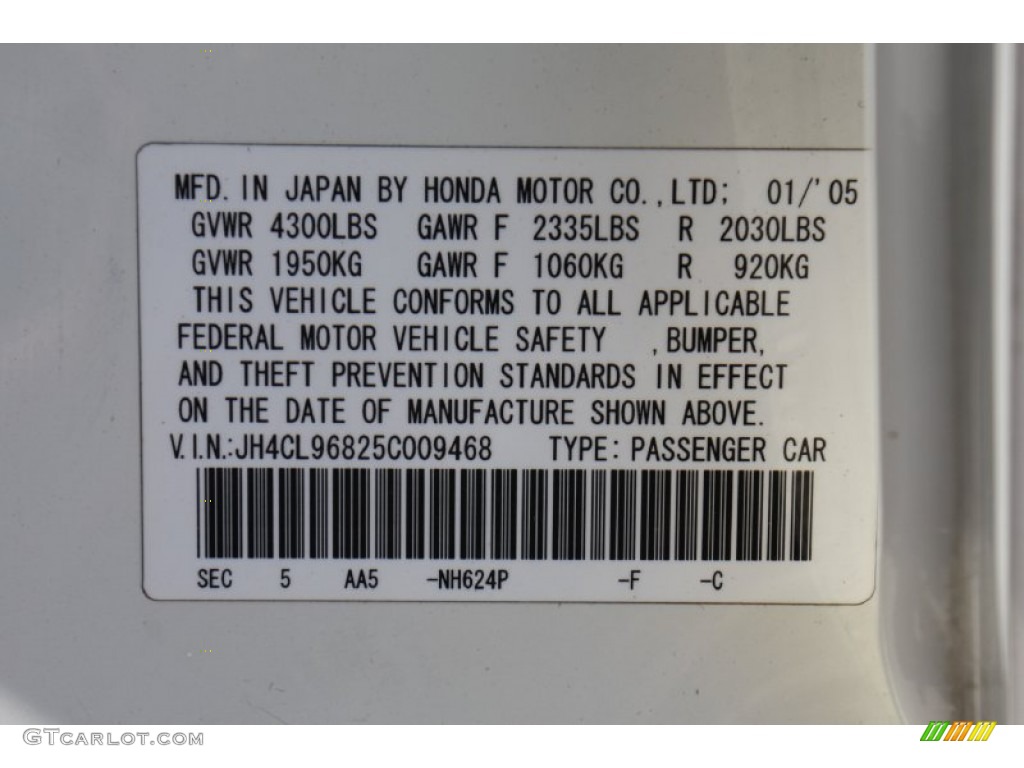 MFD. IN JAPAN BY HONDA MOTOR CO.,LTD; 01/'05
GVWR 4300LBS GAWR F 2335LBS R 2030LBS
GVWR 1950KG GAWR F 1060KG R 920KG
THIS VEHICLE CONFORMS TO ALL APPLICABLE
FEDERAL MOTOR VEHICLE SAFETY ,BUMPER,
AND THEFT PREVENTION STANDARDS IN EFFECT
ON THE DATE OF MANUFACTURE SHOWN ABOVE.
V.I.N.:JH4CL96825C009468 TYPE: PASSENGER CAR
SEC 5 AA5 -NH624P -F -C
GTCARLOT.COM